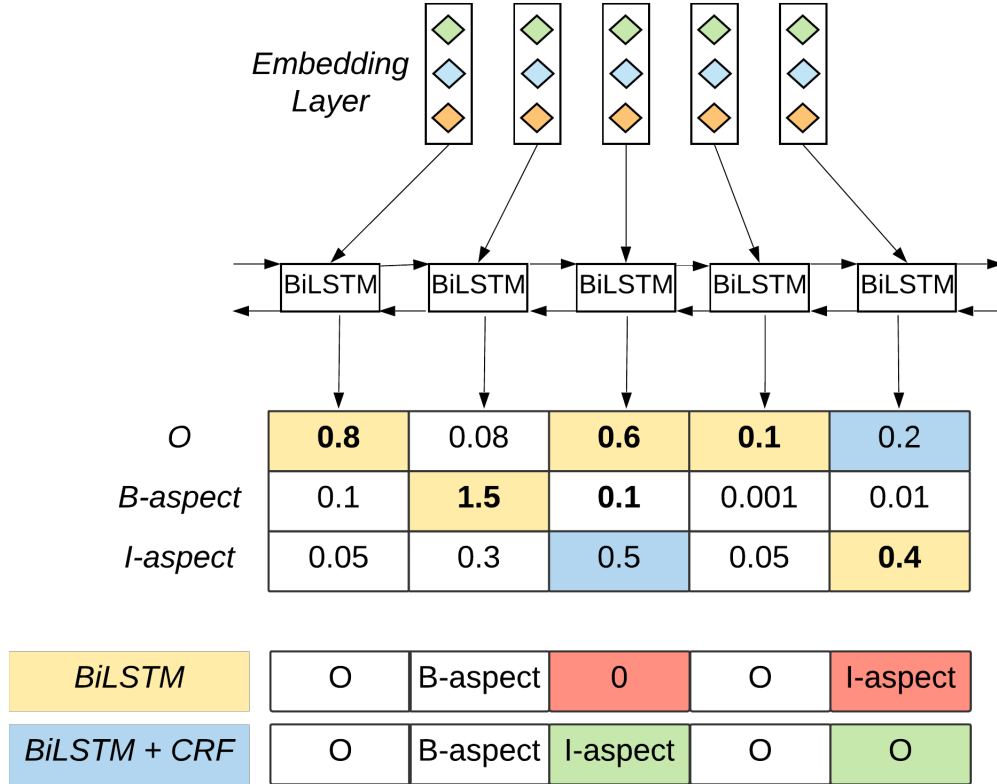 Embedding
Layer
BiLSTM BiLSTM BiLSTM BiLSTM BiLSTM
O 0.8 0.08 0.6 0.1 0.2
B-aspect 0.1 1.5 0.1 0.001 0.01
I-aspect 0.05 0.3 0.5 0.05 0.4
BiLSTM O B-aspect 0 O I-aspect
BiLSTM + CRF O B-aspect I-aspect O O